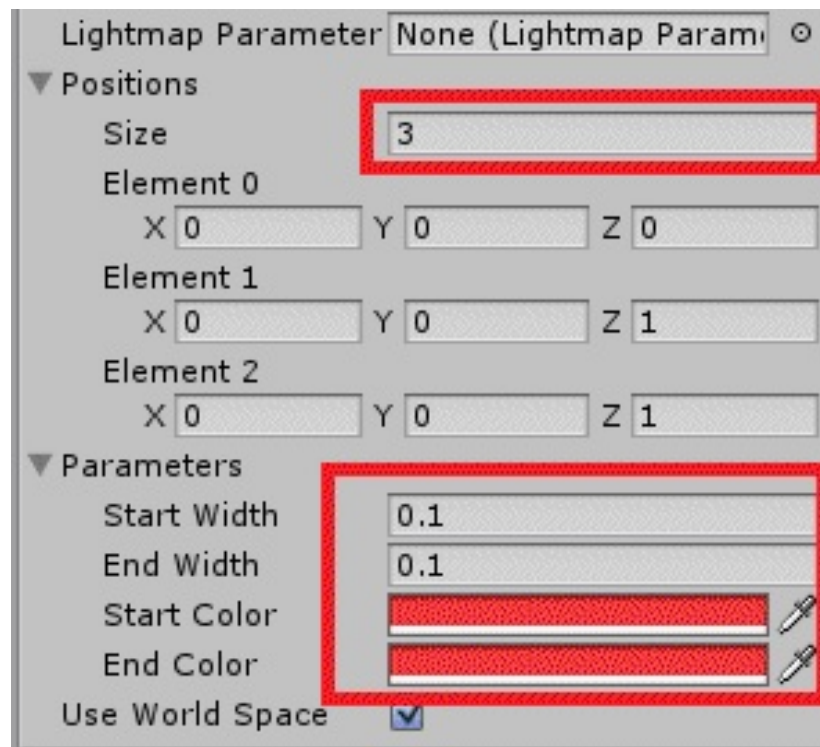 Lightmap Parameter None (Lightmap Param
Positions
Size 3
Element 0
X 0 Y 0 Z 0
Element 1
X 0 Y 0 Z 1
Element 2
X 0 Y 0 Z 1
Parameters
Start Width 0.1
End Width 0.1
Start Color
End Color
Use World Space